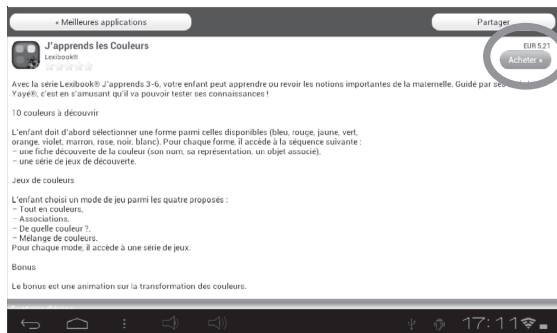 « Meilleures applications
Partager
J'apprends les Couleurs
Lexibook®
EUR 5,21
Acheter »
Avec la série Lexibook® J'apprends 3-6, votre enfant peut apprendre ou revoir les notions importantes de la maternelle. Guidé par ses
Yayé®, c'est en s'amusant qu'il va pouvoir tester ses connaissances !
10 couleurs à découvrir
L'enfant doit d'abord sélectionner une forme parmi celles disponibles (bleu, rouge, jaune, vert,
orange, violet, marron, rose, noir, blanc). Pour chaque forme, il accède à la séquence suivante :
– une fiche découverte de la couleur (son nom, sa représentation, un objet associé),
– une série de jeux de découverte.
Jeux de couleurs
L'enfant choisi un mode de jeu parmi les quatre proposés :
– Tout en couleurs,
– Associations,
– De quelle couleur ?,
– Mélange de couleurs.
Pour chaque mode, il accède à une série de jeux.
Bonus
Le bonus est une animation sur la transformation des couleurs.
17:11